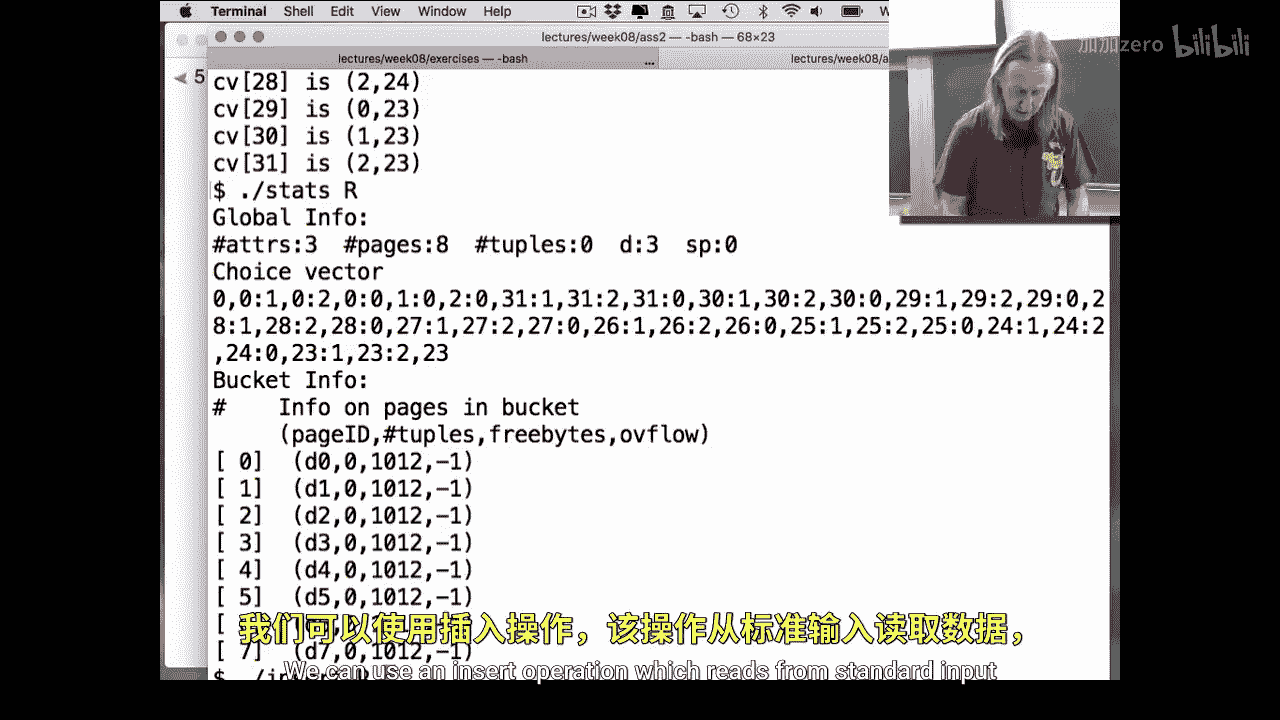 Terminal Shell Edit View Window Help
lectures/week08/ass2 — -bash — 68×23
lectures/week08/exercises — -bash
lectures/week08/a
加加zero bilibili
5
cv[28] is (2,24)
cv[29] is (0,23)
cv[30] is (1,23)
cv[31] is (2,23)
$ ./stats R
Global Info:
#attrs:3  #pages:8  #tuples:0  d:3  sp:0
Choice vector
0,0:1,0:2,0:0,1:0,2:0,31:1,31:2,31:0,30:1,30:2,30:0,29:1,29:2,29:0,2
8:1,28:2,28:0,27:1,27:2,27:0,26:1,26:2,26:0,25:1,25:2,25:0,24:1,24:2
,24:0,23:1,23:2,23
Bucket Info:
#    Info on pages in bucket
(pageID,#tuples,freebytes,ovflow)
[ 0]  (d0,0,1012,-1)
[ 1]  (d1,0,1012,-1)
[ 2]  (d2,0,1012,-1)
[ 3]  (d3,0,1012,-1)
[ 4]  (d4,0,1012,-1)
[ 5]  (d5,0,1012,-1)
我们可以使用插入操作，该操作从标准输入读取数据，
[ 7]  (d7,0,1012,-1)
We can use an insert operation which reads from standard input